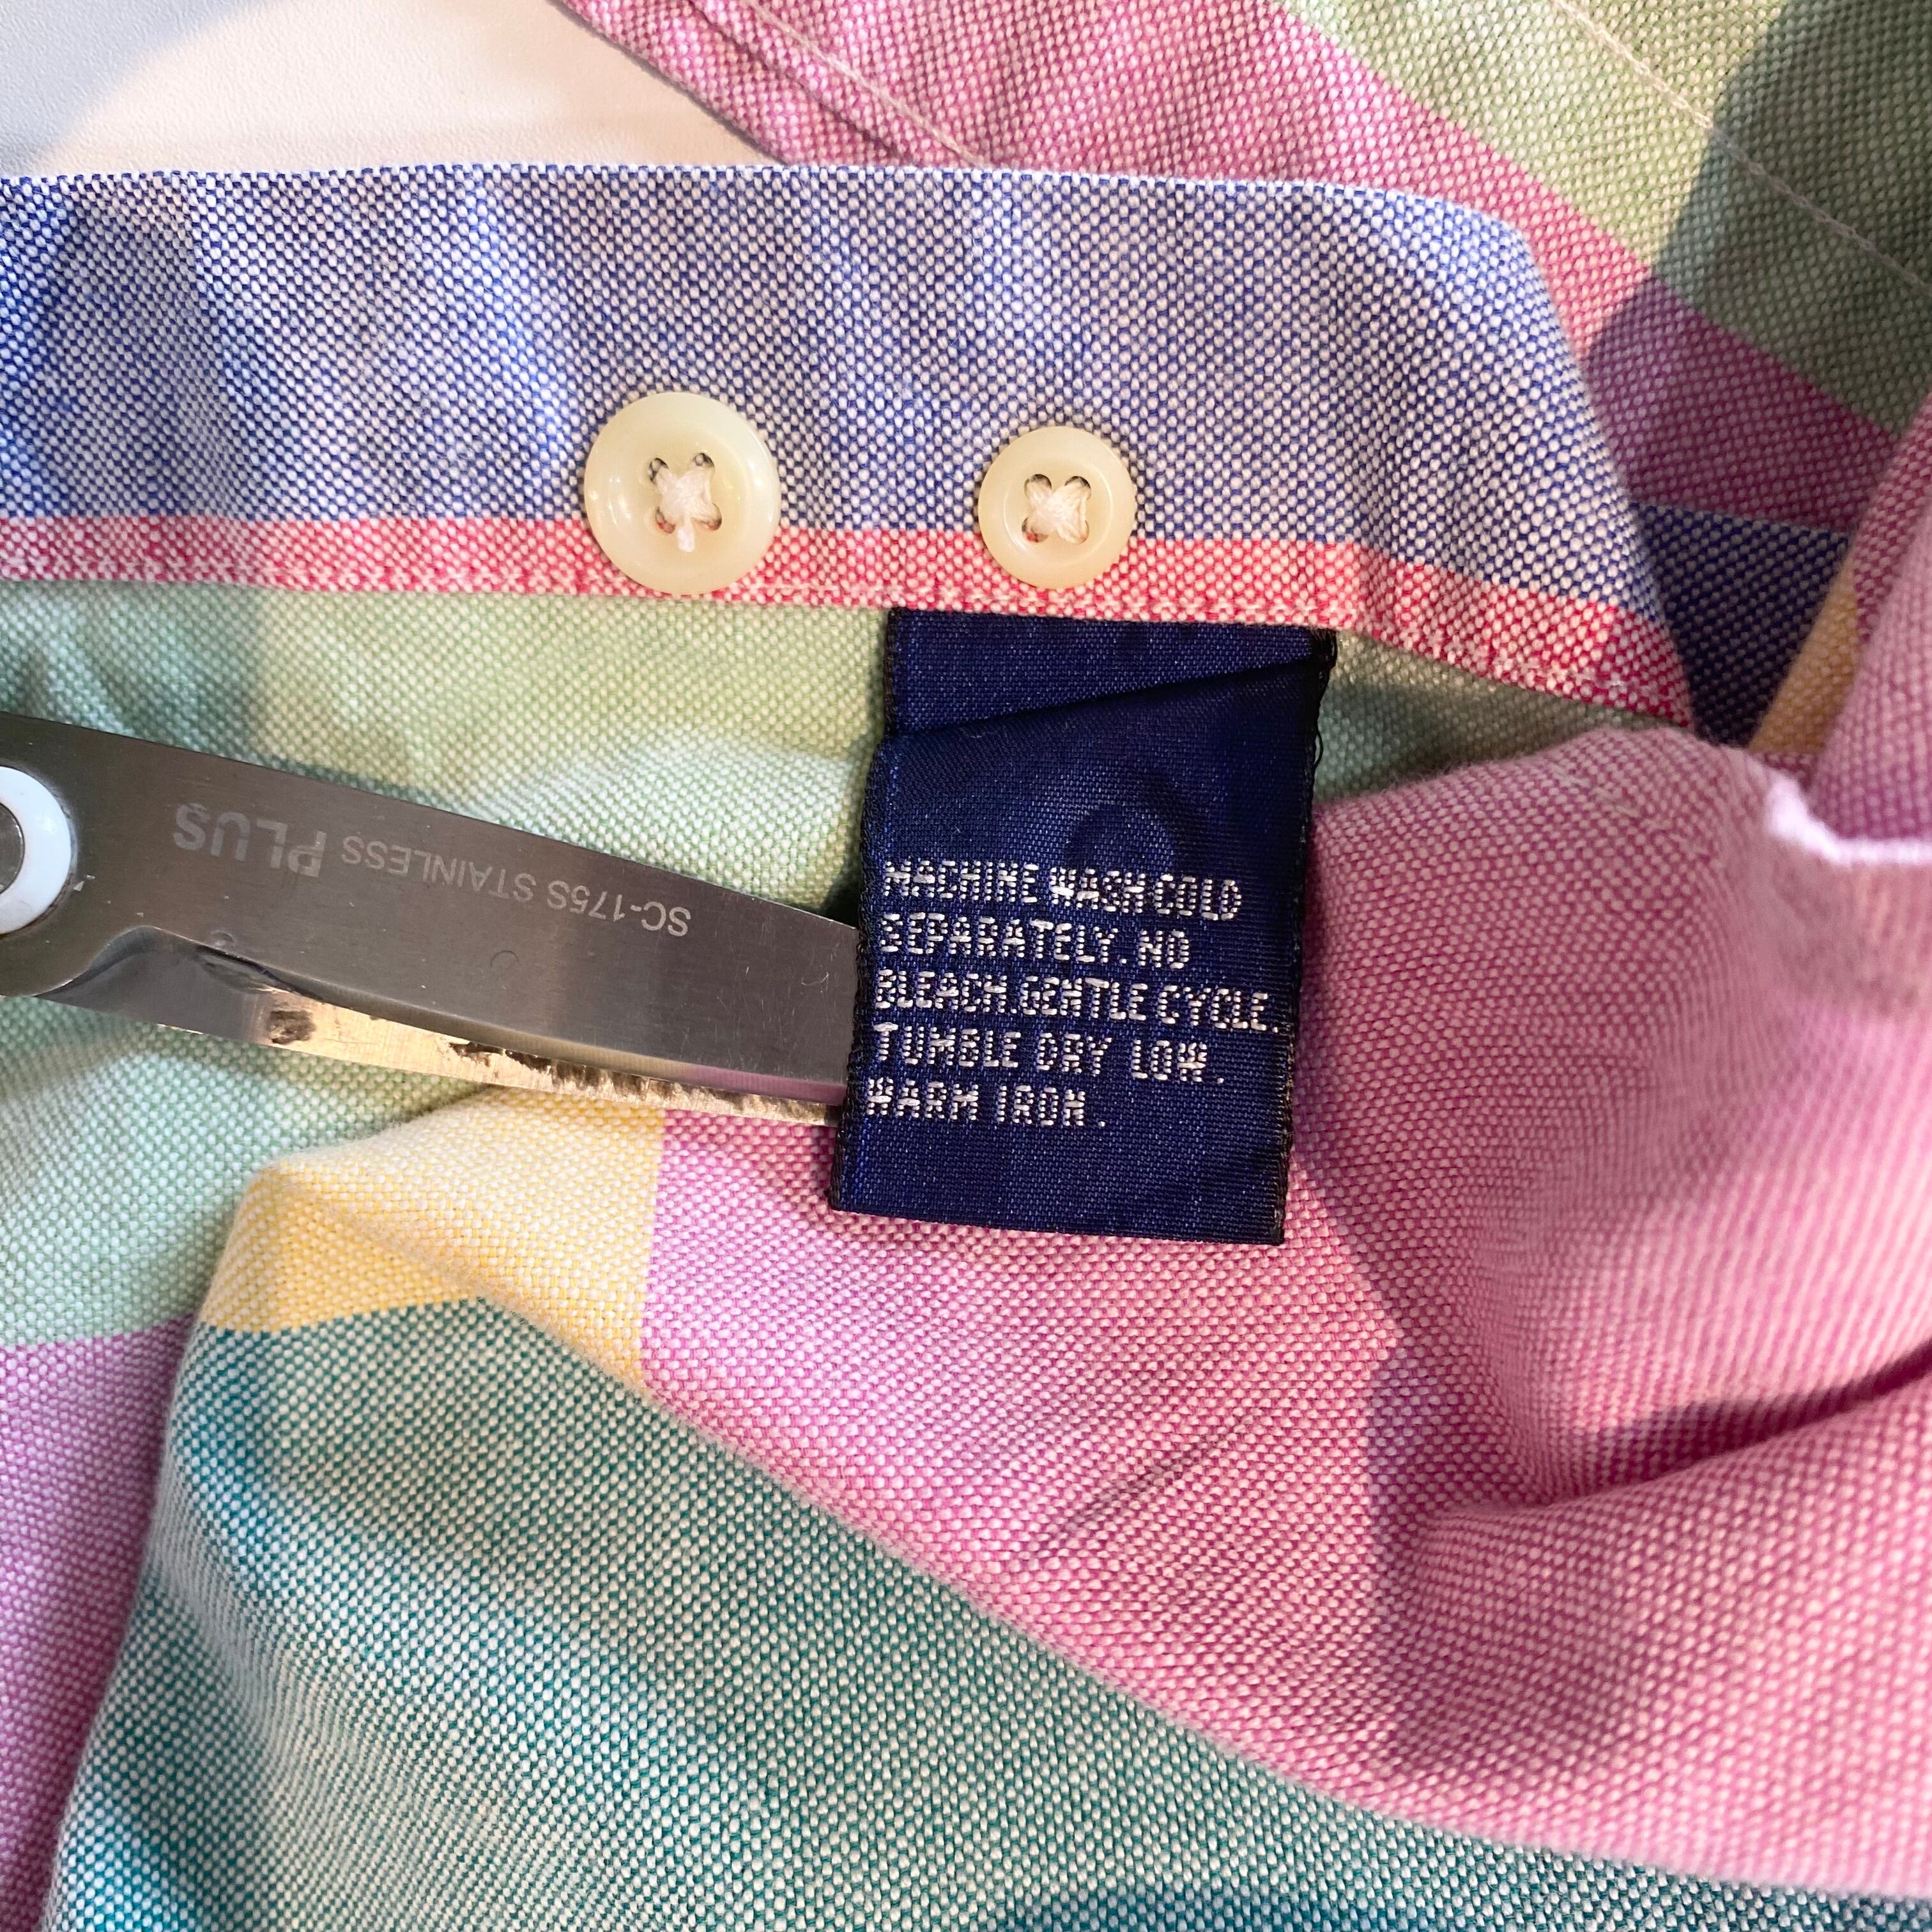 MACHINE WASH COLD
SEPARATELY. NO
BLEACH. GENTLE CYCLE.
TUMBLE DRY LOW.
WARM IRON.
SC-175S STAINLESS PLUS